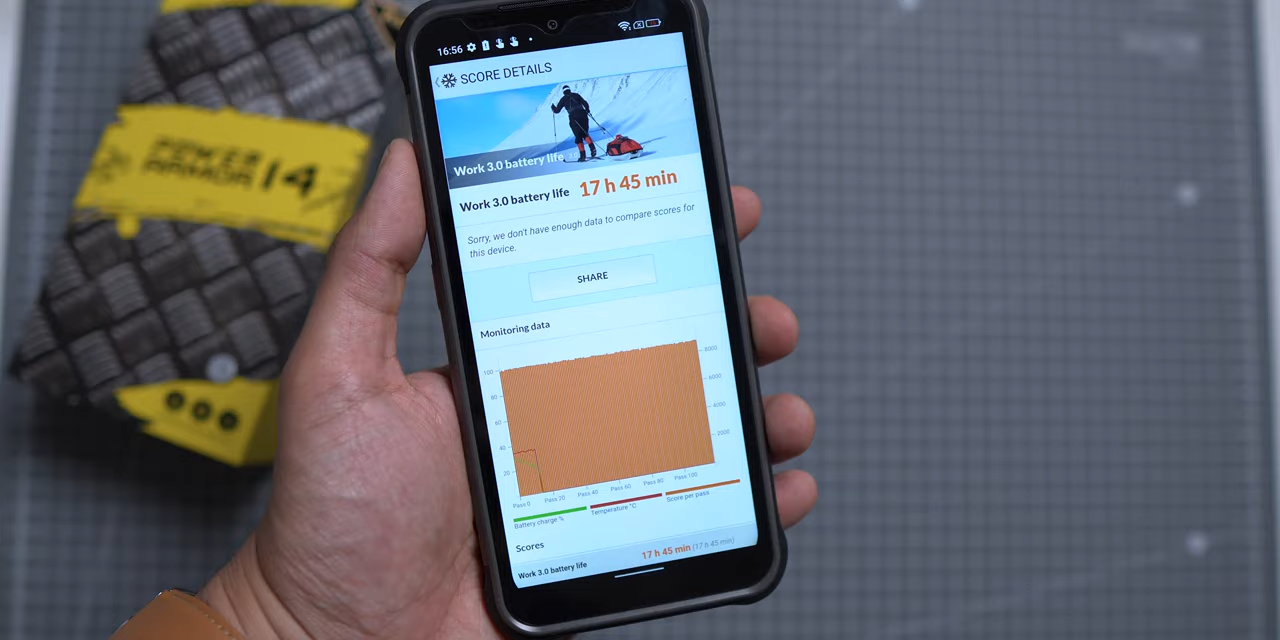 POWER
ARMOR 14
16:56
SCORE DETAILS
Work 3.0 battery life
Work 3.0 battery life 17 h 45 min
Sorry, we don't have enough data to compare scores for
this device.
SHARE
Monitoring data
100
80
60
40
20
8000
6000
4000
2000
Pass 0 Pass 20 Pass 40 Pass 60 Pass 80 Pass 100
Battery charge % Temperature °C Score per pass
Scores
Work 3.0 battery life 17 h 45 min (17 h 45 min)